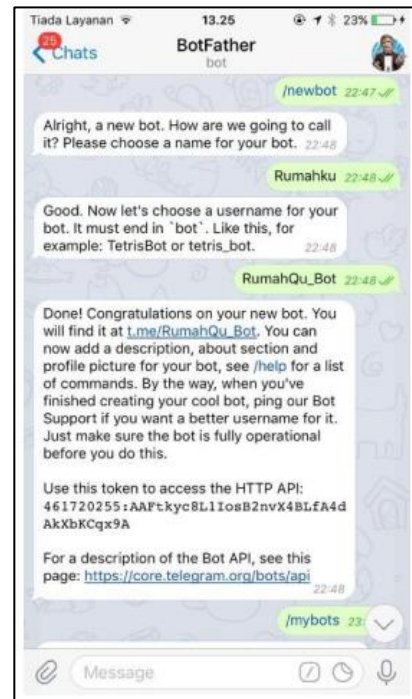 Tiada Layanan 13.25 23%
25
Chats
BotFather
bot
/newbot 22:47
Alright, a new bot. How are we going to call
it? Please choose a name for your bot. 22:48
Rumahku 22:48
Good. Now let's choose a username for your
bot. It must end in `bot`. Like this, for
example: TetrisBot or tetris_bot. 22:48
RumahQu_Bot 22:48
Done! Congratulations on your new bot. You
will find it at t.me/RumahQu_Bot. You can
now add a description, about section and
profile picture for your bot, see /help for a list
of commands. By the way, when you've
finished creating your cool bot, ping our Bot
Support if you want a better username for it.
Just make sure the bot is fully operational
before you do this.
Use this token to access the HTTP API:
461720255:AAFtkyc8L1IosB2nvX4BLfA4d
AkXbKCqx9A
For a description of the Bot API, see this
page: https://core.telegram.org/bots/api
22:48
/mybots 23:
Message